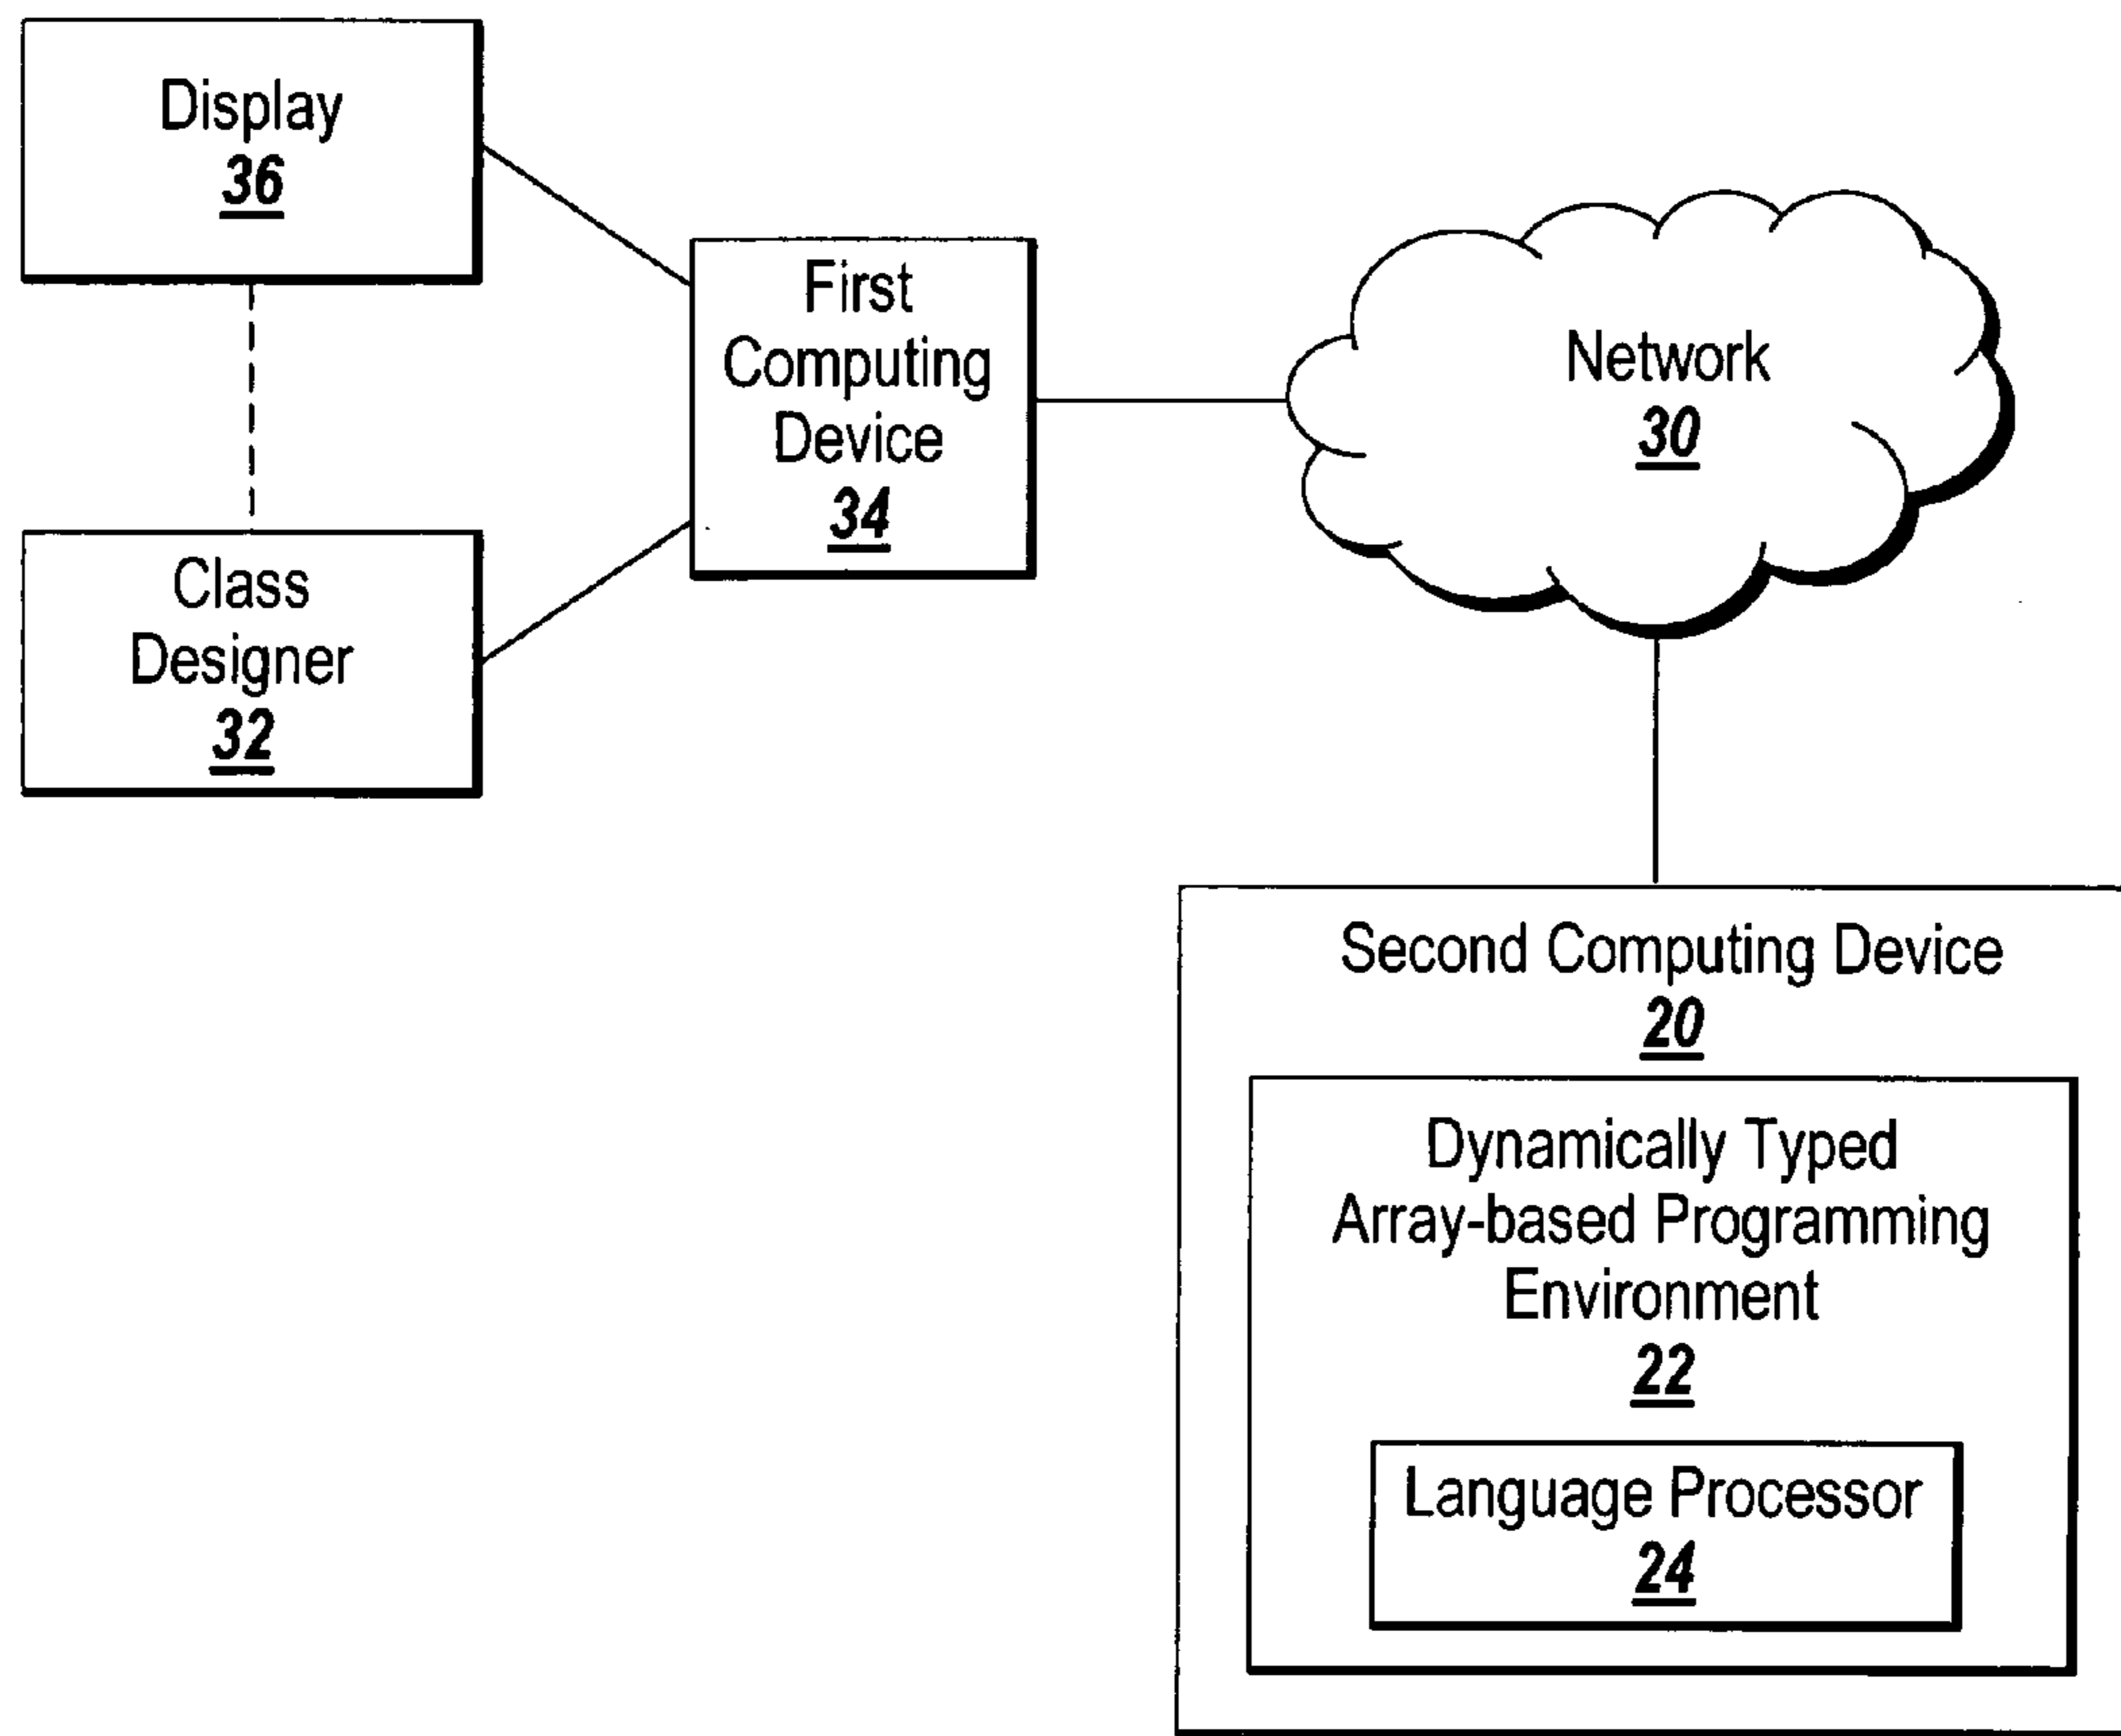 Display
36
First
Computing
Device
34
Network
30
Class
Designer
32
Second Computing Device
20
Dynamically Typed
Array-based Programming
Environment
22
Language Processor
24